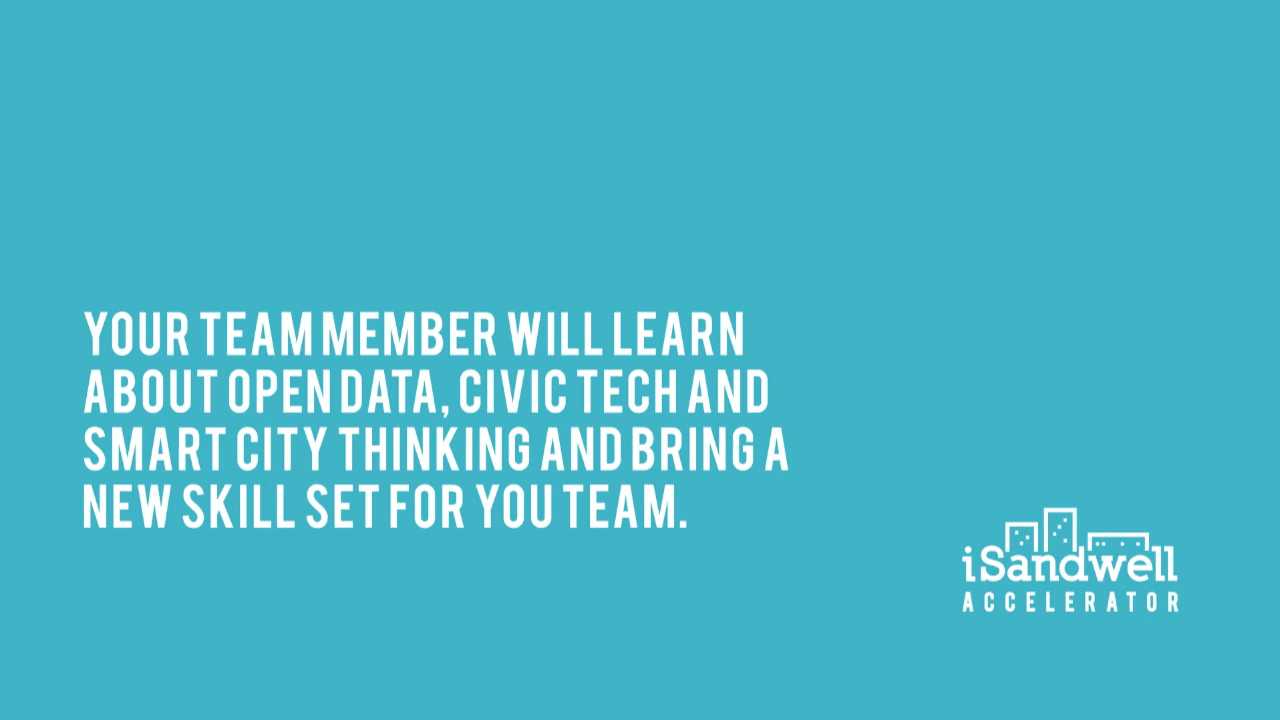 YOUR TEAM MEMBER WILL LEARN
ABOUT OPEN DATA, CIVIC TECH AND
SMART CITY THINKING AND BRING A
NEW SKILL SET FOR YOU TEAM.
iSandwell
ACCELERATOR